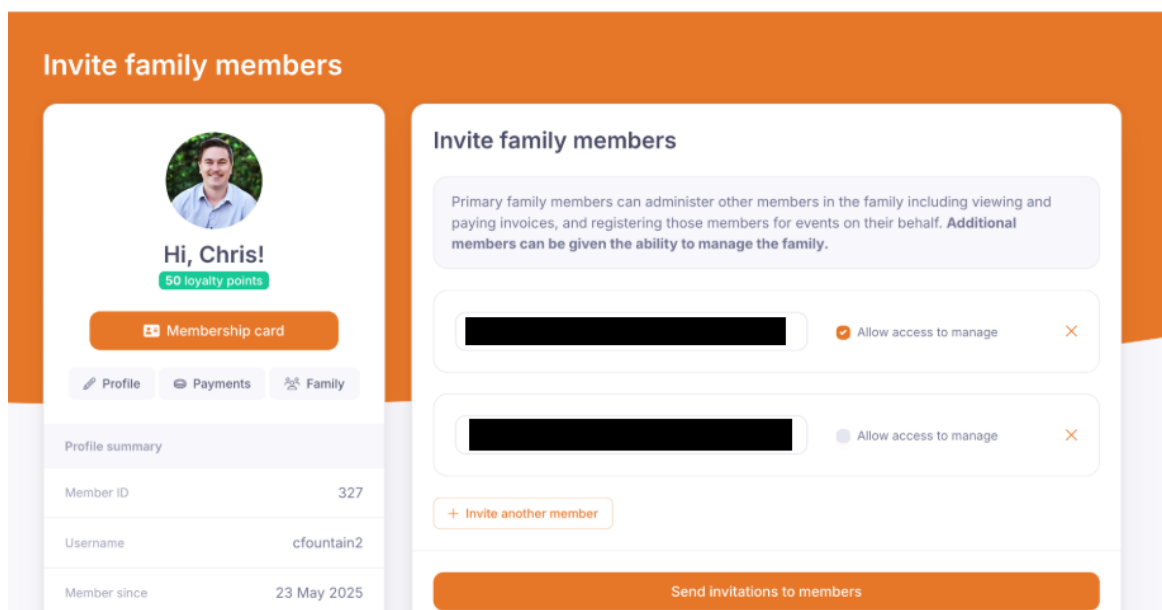 Invite family members
Hi, Chris!
50 loyalty points
Membership card
Profile
Payments
Family
Profile summary
Member ID
327
Username
cfountain2
Member since
23 May 2025
Invite family members
Primary family members can administer other members in the family including viewing and
paying invoices, and registering those members for events on their behalf. Additional
members can be given the ability to manage the family.
Allow access to manage
Allow access to manage
+ Invite another member
Send invitations to members